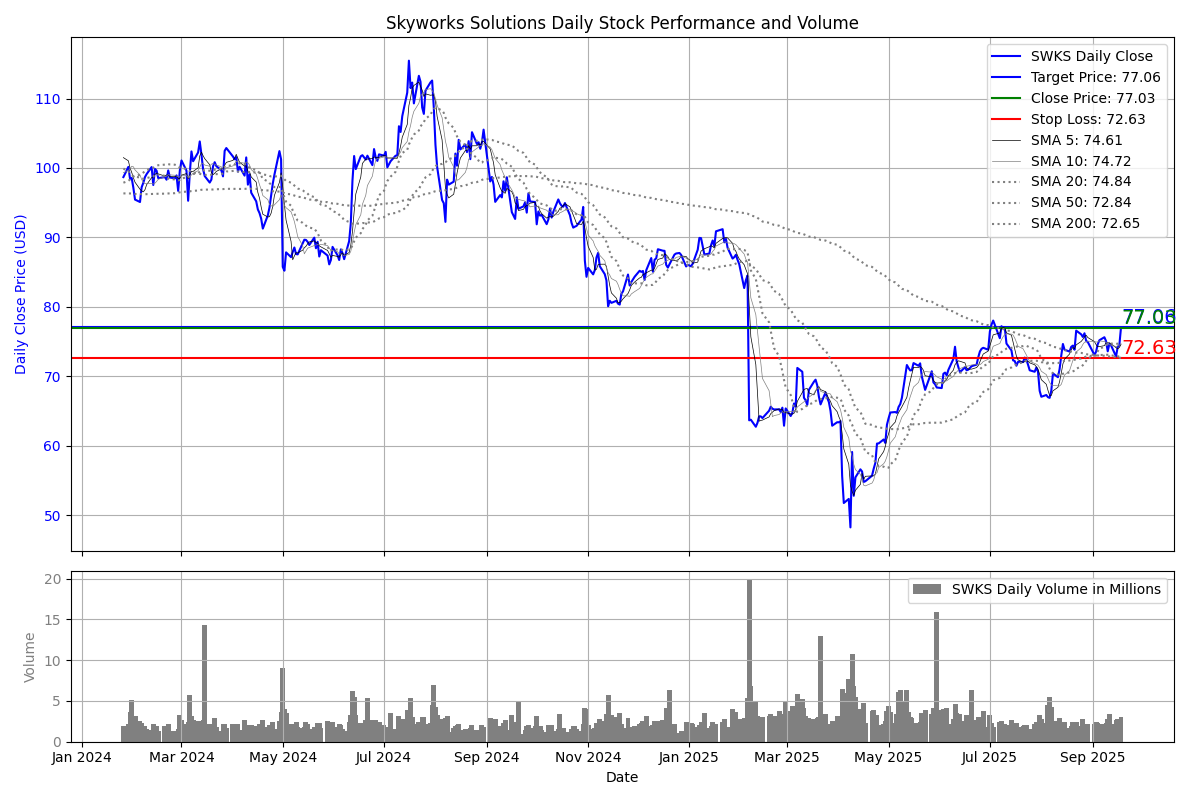 Skyworks Solutions Daily Stock Performance and Volume
Daily Close Price (USD)
110
100
90
80
70
60
50
SWKS Daily Close
Target Price: 77.06
Close Price: 77.03
Stop Loss: 72.63
SMA 5: 74.61
SMA 10: 74.72
SMA 20: 74.84
SMA 50: 72.84
SMA 200: 72.65
77.03
72.63
Volume
20
15
10
5
0
SWKS Daily Volume in Millions
Jan 2024 Mar 2024 May 2024 Jul 2024 Sep 2024 Nov 2024 Jan 2025 Mar 2025 May 2025 Jul 2025 Sep 2025
Date